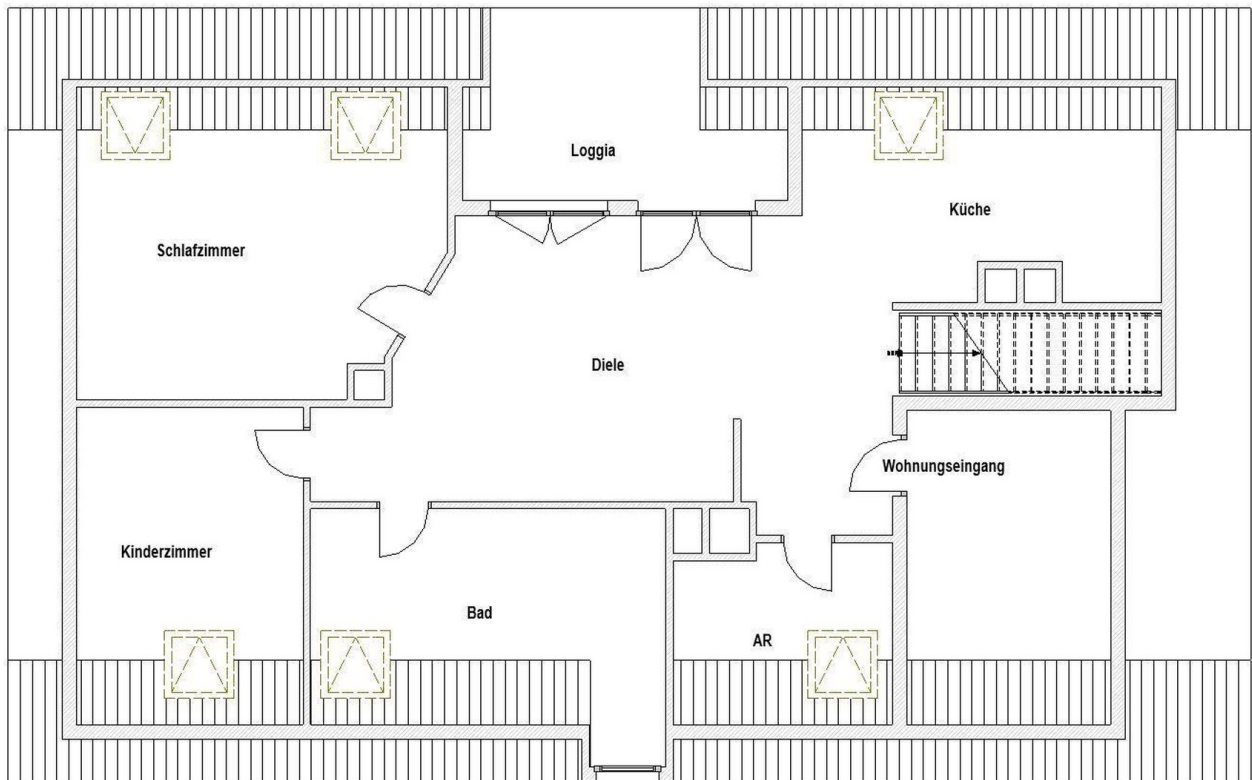 Loggia
Küche
Schlafzimmer
Diele
Wohnungseingang
Kinderzimmer
Bad
AR